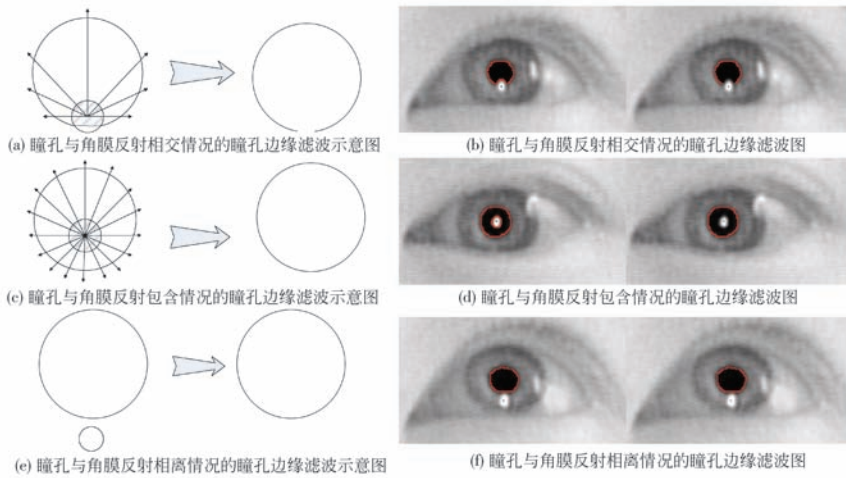 (a) 瞳孔与角膜反射相交情况的瞳孔边缘滤波示意图
(b) 瞳孔与角膜反射相交情况的瞳孔边缘滤波图
(c) 瞳孔与角膜反射包含情况的瞳孔边缘滤波示意图
(d) 瞳孔与角膜反射包含情况的瞳孔边缘滤波图
(e) 瞳孔与角膜反射相离情况的瞳孔边缘滤波示意图
(f) 瞳孔与角膜反射相离情况的瞳孔边缘滤波图